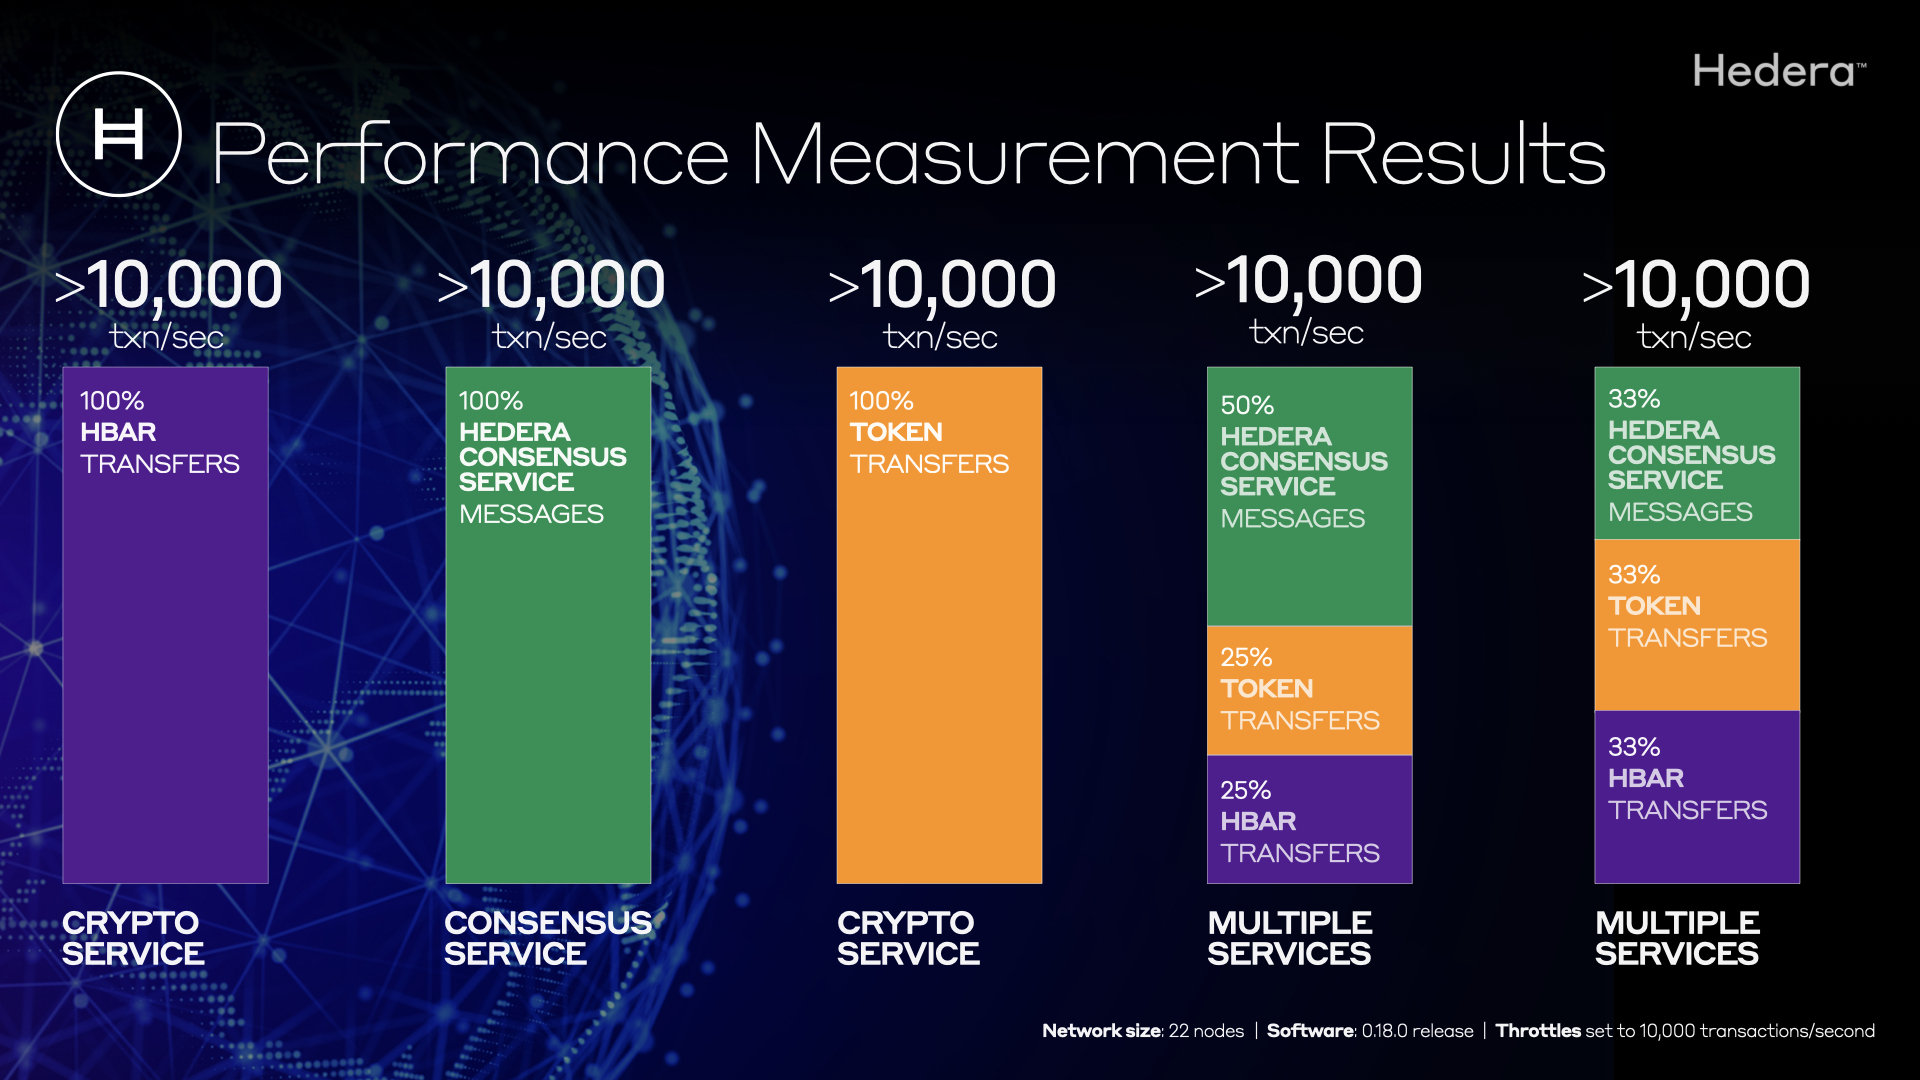 Hedera™
H Performance Measurement Results
>10,000
txn/sec
100%
HBAR
TRANSFERS
CRYPTO
SERVICE
>10,000
txn/sec
100%
HEDERA
CONSENSUS
SERVICE
MESSAGES
CONSENSUS
SERVICE
>10,000
txn/sec
100%
TOKEN
TRANSFERS
CRYPTO
SERVICE
>10,000
txn/sec
50%
HEDERA
CONSENSUS
SERVICE
MESSAGES
25%
TOKEN
TRANSFERS
25%
HBAR
TRANSFERS
MULTIPLE
SERVICES
>10,000
txn/sec
33%
HEDERA
CONSENSUS
SERVICE
MESSAGES
33%
TOKEN
TRANSFERS
33%
HBAR
TRANSFERS
MULTIPLE
SERVICES
Network size: 22 nodes | Software: 0.18.0 release | Throttles set to 10,000 transactions/second